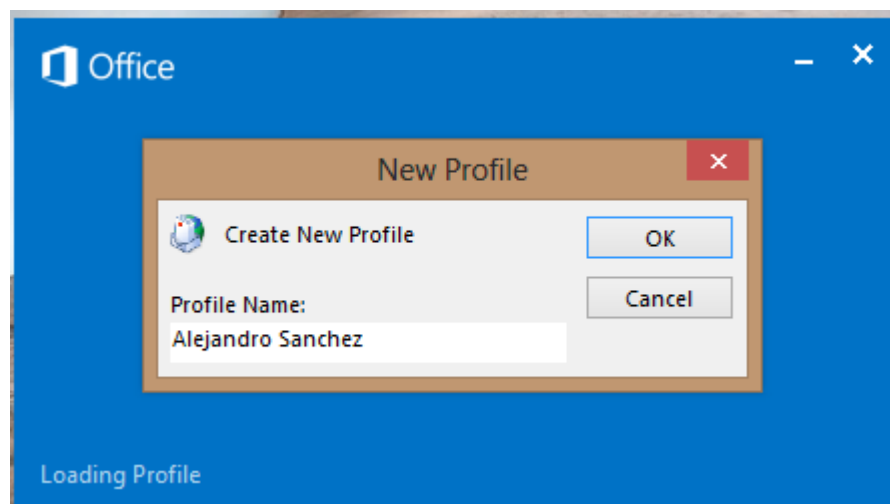 Office
New Profile
Create New Profile
OK
Profile Name:
Cancel
Alejandro Sanchez
Loading Profile